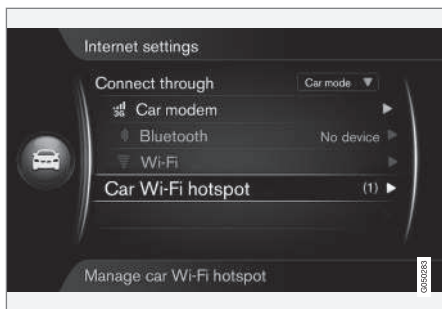 Internet settings
Connect through Car mode
3G Car modem
Bluetooth No device
Wi-Fi
Car Wi-Fi hotspot (1)
Manage car Wi-Fi hotspot
G050283